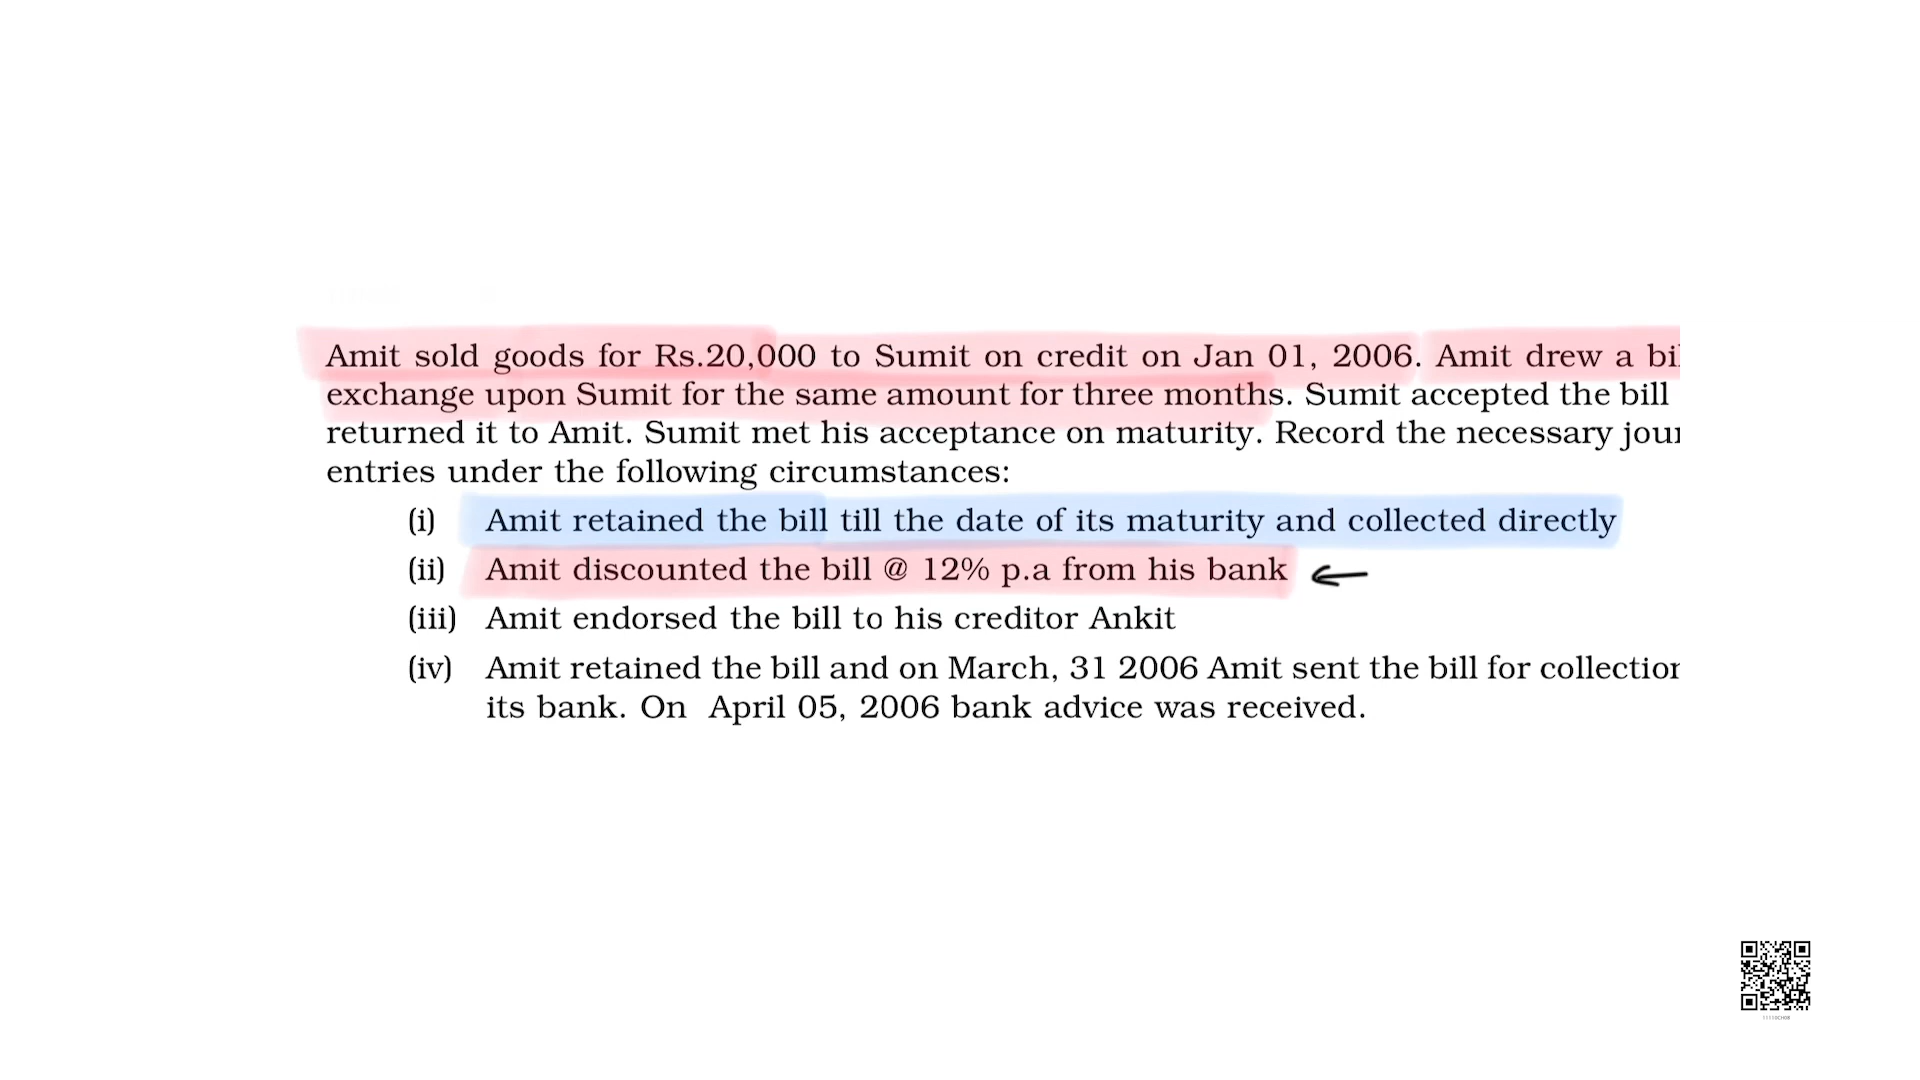 Amit sold goods for Rs.20,000 to Sumit on credit on Jan 01, 2006. Amit drew a
exchange upon Sumit for the same amount for three months. Sumit accepted the bill
returned it to Amit. Sumit met his acceptance on maturity. Record the necessary
entries under the following circumstances:
(i) Amit retained the bill till the date of its maturity and collected directly
(ii) Amit discounted the bill @ 12% p.a from his bank
(iii) Amit endorsed the bill to his creditor Ankit
(iv) Amit retained the bill and on March, 31 2006 Amit sent the bill for
its bank. On April 05, 2006 bank advice was received.